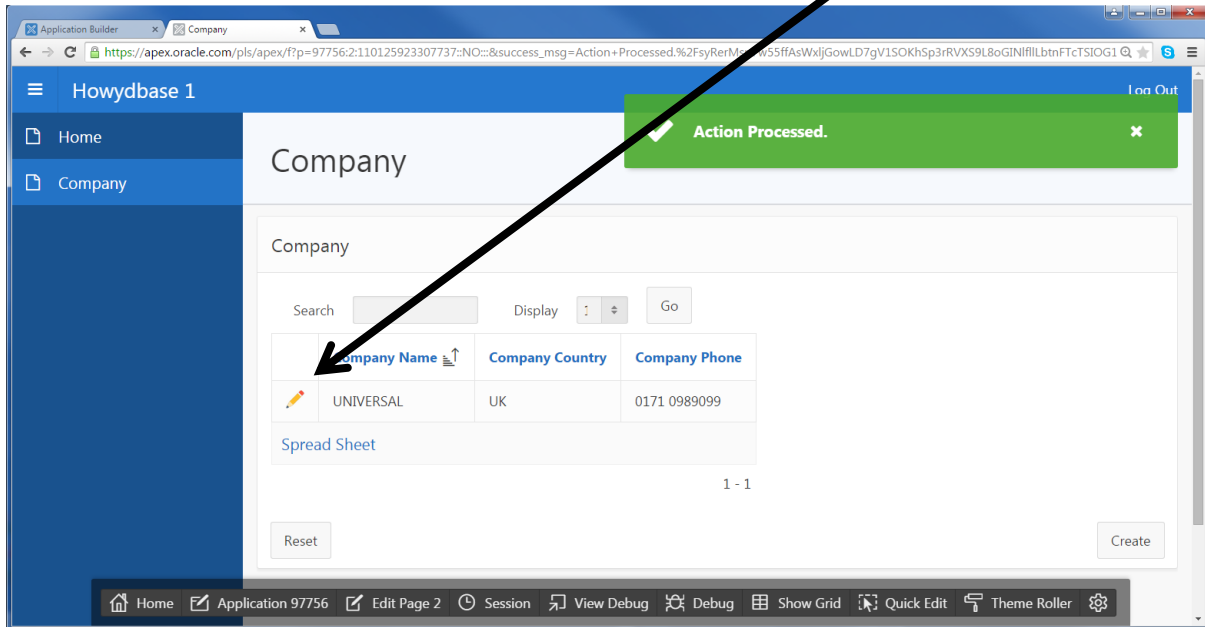 Application Builder Company
https://apex.oracle.com/pls/apex/f?p=97756:2:110125923307737::NO:::&success_msg=Action+Processed.%2FsyRerMs
Howydbase 1 Log Out
Home
Action Processed.
Company
Company
Company
Search Display Go
Company Name Company Country Company Phone
UNIVERSAL UK 0171 0989099
Spread Sheet
1 - 1
Reset Create
Home Application 97756 Edit Page 2 Session View Debug Debug Show Grid Quick Edit Theme Roller